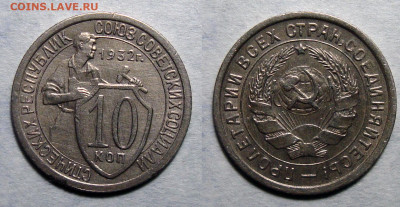 COINS.LAVE.RU
СОЮЗ СОВЕТСКИХ СОЦИАЛИСТИЧЕСКИХ РЕСПУБЛИК
1932г.
10
КОП
ПРОЛЕТАРИИ ВСЕХ СТРАН, СОЕДИНЯЙТЕСЬ!